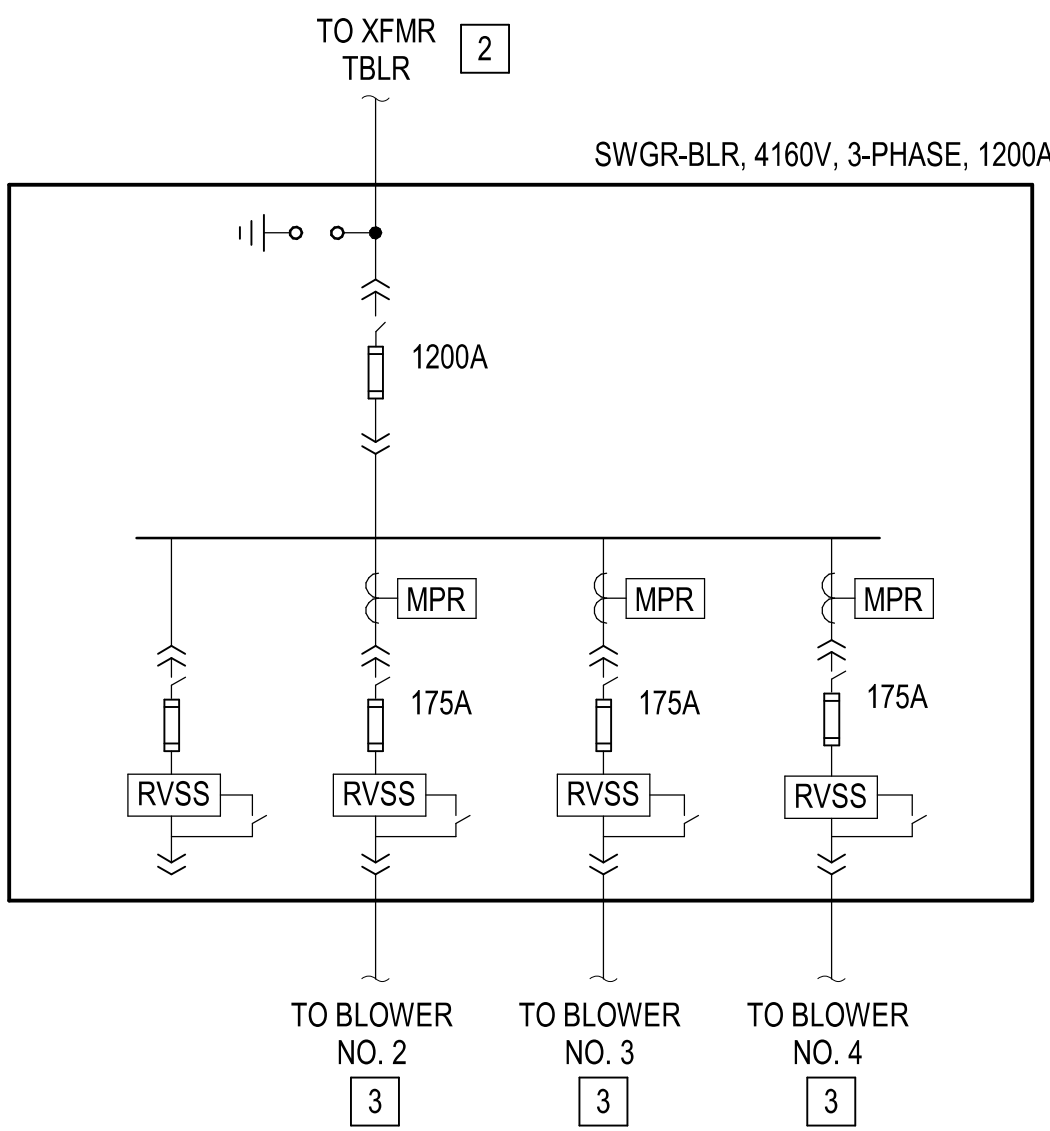 TO XFMR
TBLR
2
SWGR-BLR, 4160V, 3-PHASE, 1200A
1200A
MPR
MPR
MPR
175A
175A
175A
RVSS
RVSS
RVSS
RVSS
TO BLOWER
NO. 2
3
TO BLOWER
NO. 3
3
TO BLOWER
NO. 4
3